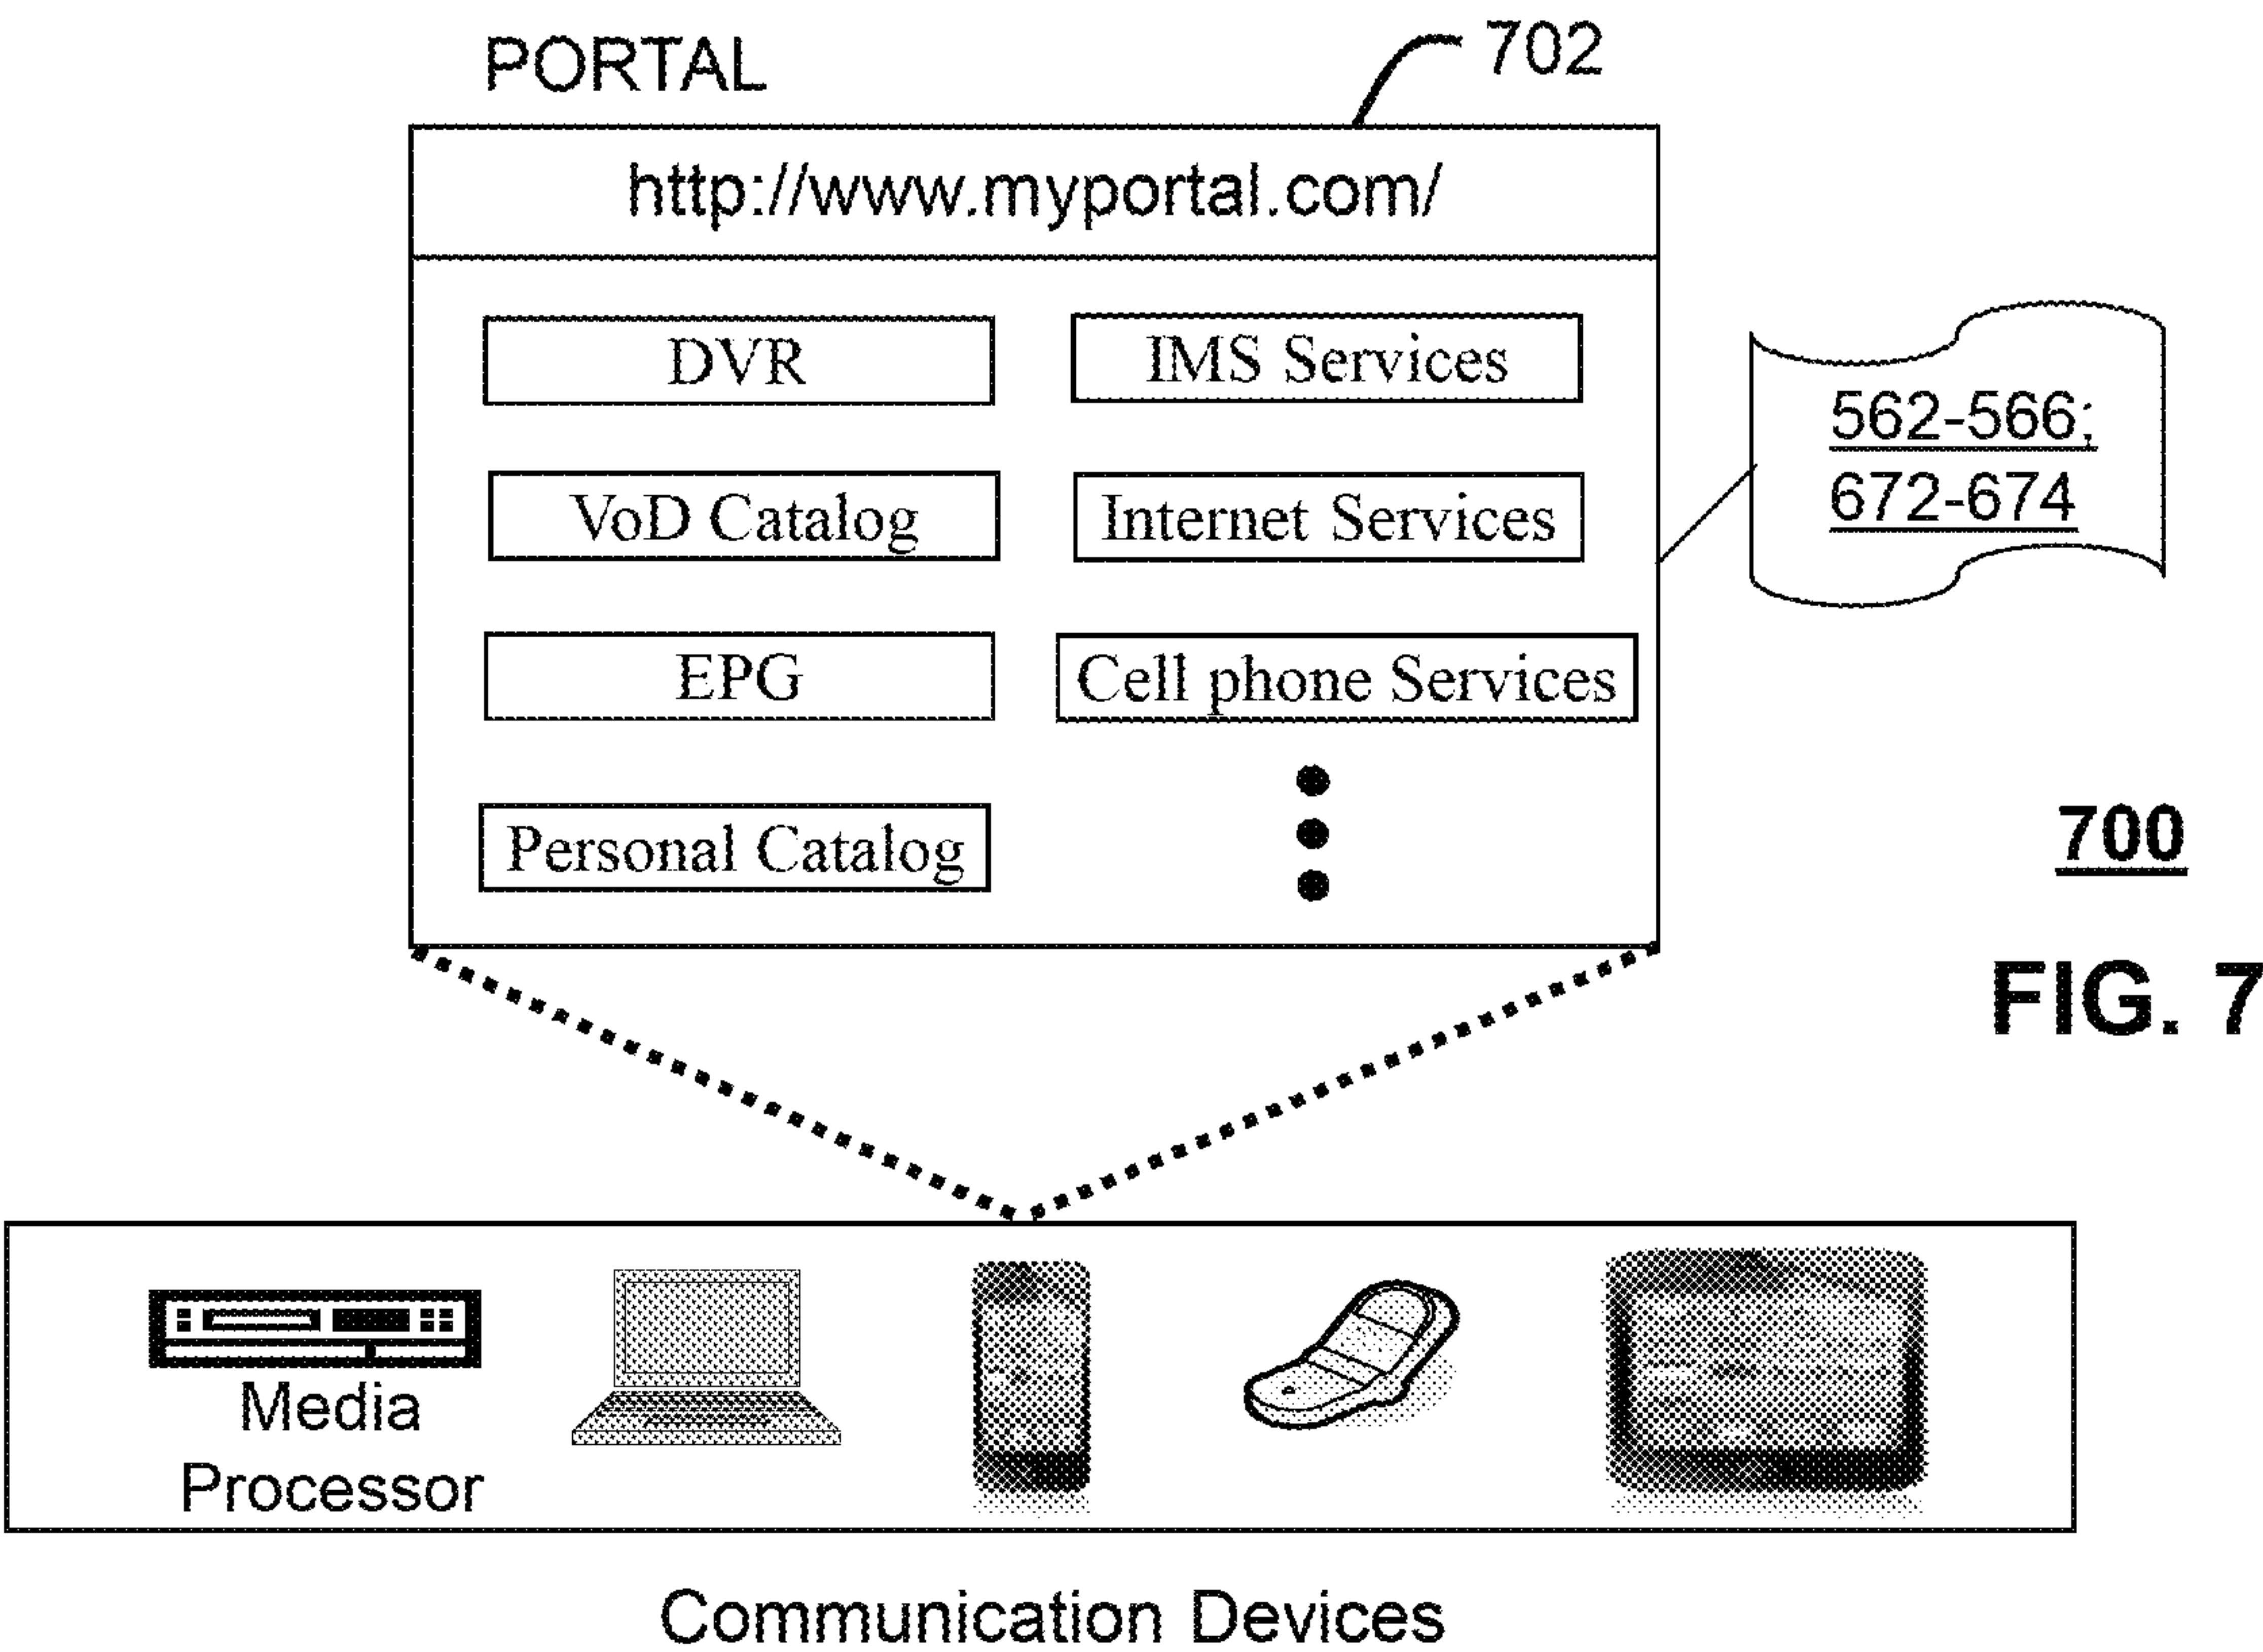 PORTAL
702
http://www.myportal.com/
DVR
IMS Services
VoD Catalog
Internet Services
EPG
Cell phone Services
Personal Catalog
562-566;
672-674
700
FIG. 7
Media
Processor
Communication Devices